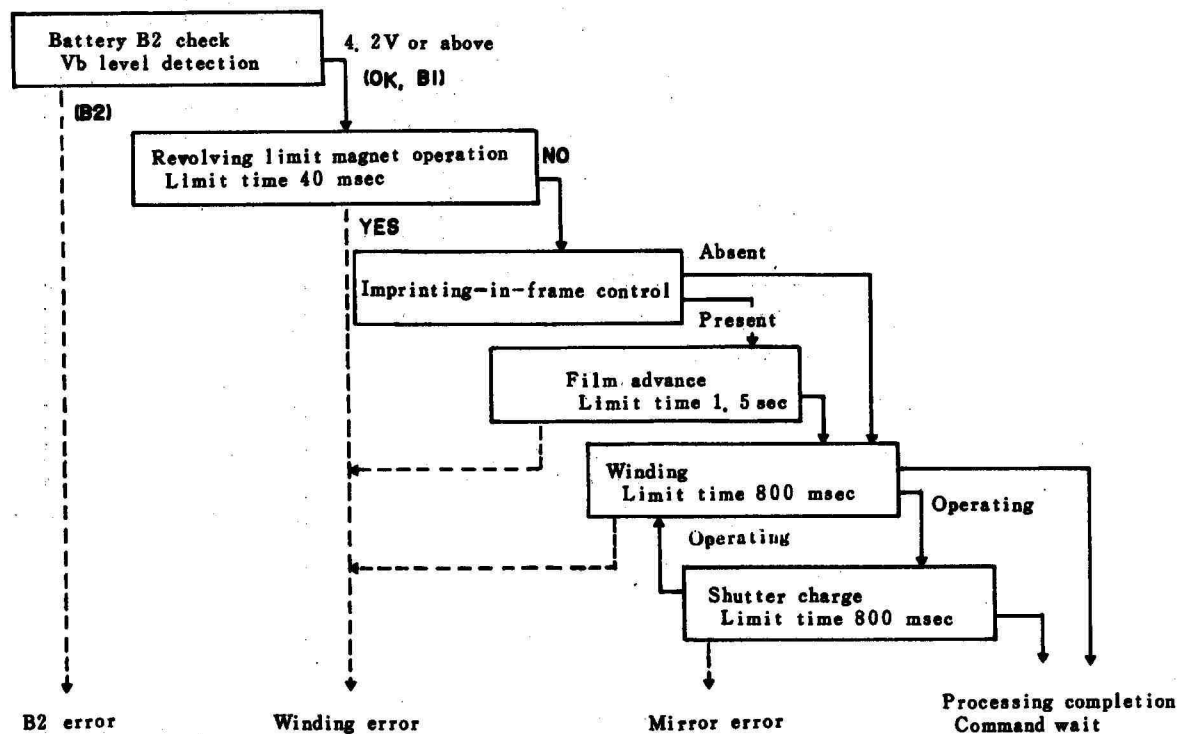 Battery B2 check
Vb level detection
4. 2V or above
(OK, B1)
(B2)
Revolving limit magnet operation
Limit time 40 msec
NO
YES
Imprinting-in-frame control
Absent
Present
Film advance
Limit time 1. 5 sec
Winding
Limit time 800 msec
Operating
Operating
Shutter charge
Limit time 800 msec
B2 error
Winding error
Mirror error
Processing completion
Command wait